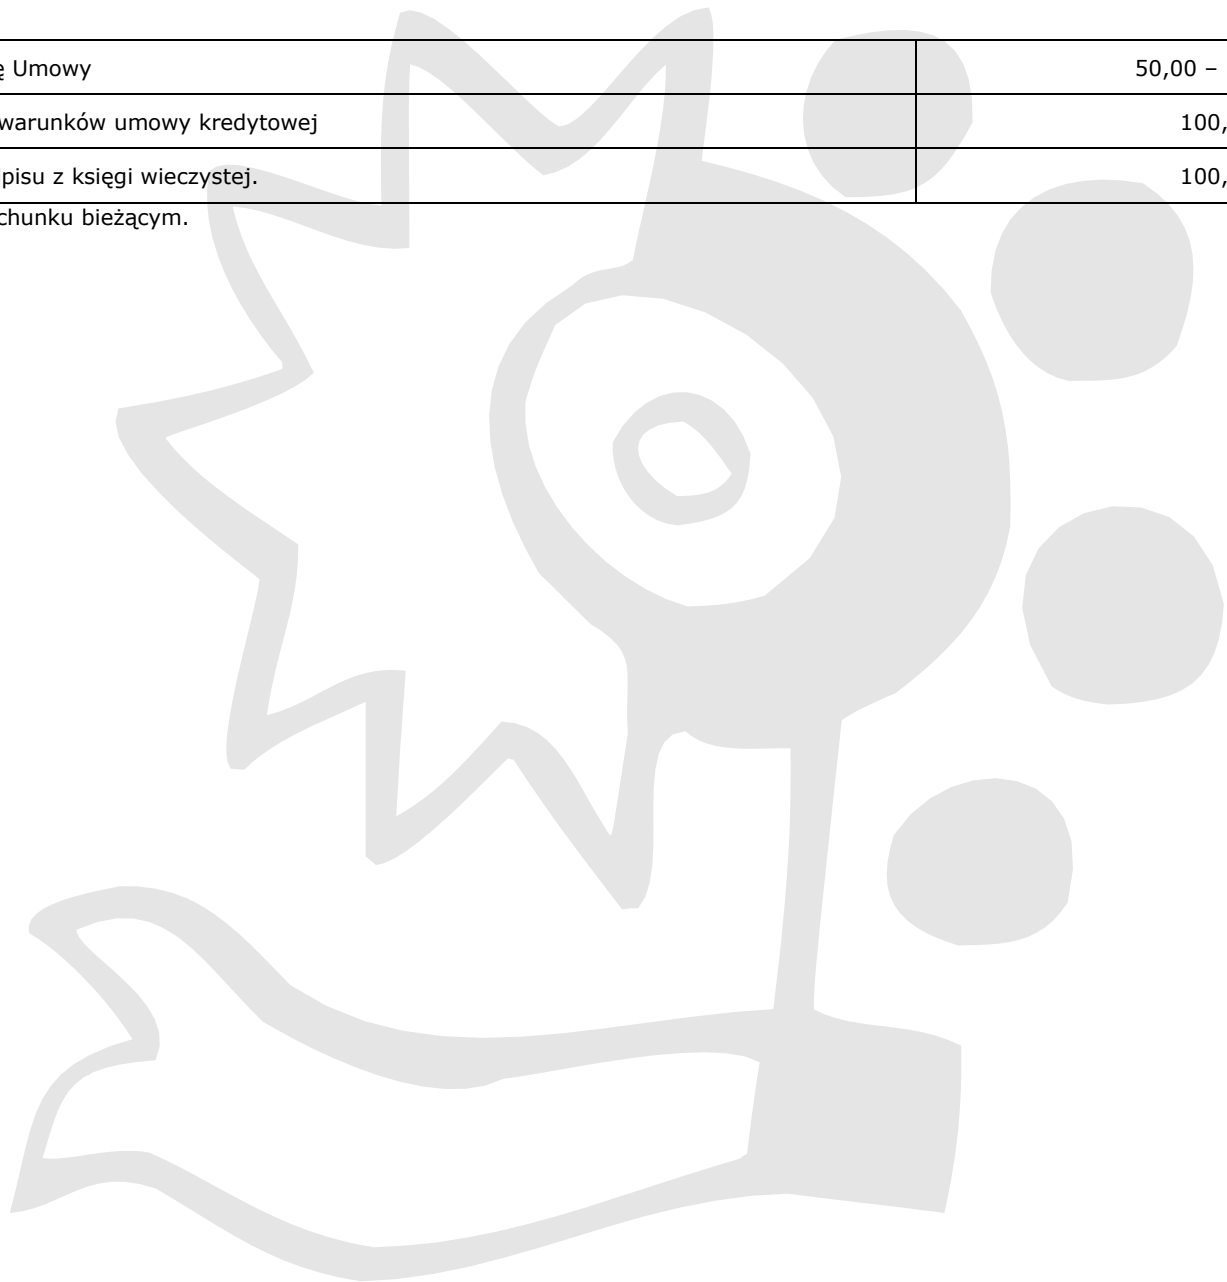 ę Umowy 50,00 –
warunków umowy kredytowej 100,
pisu z księgi wieczystej. 100,
chunku bieżącym.